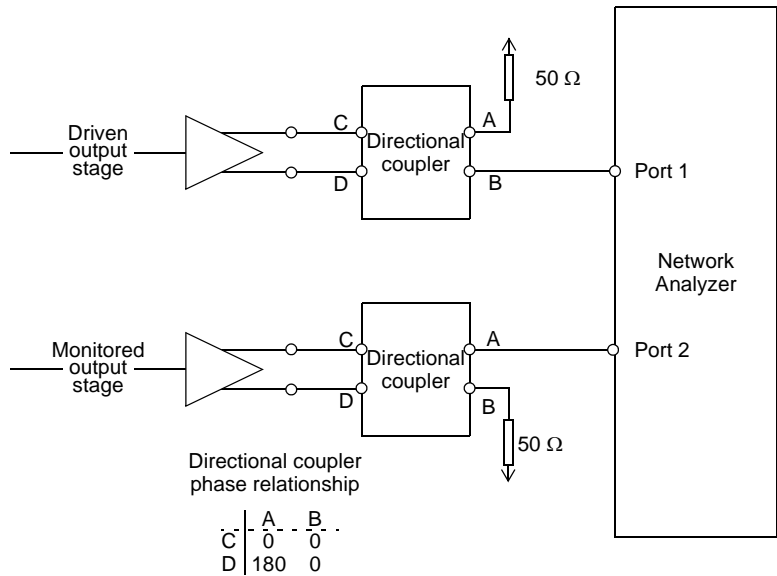 50 Ω
Driven
output
stage
C
D
Directional
coupler
A
B
Port 1
Network
Analyzer
Monitored
output
stage
C
D
Directional
coupler
A
B
Port 2
50 Ω
Directional coupler
phase relationship
A B
C 0 0
D 180 0